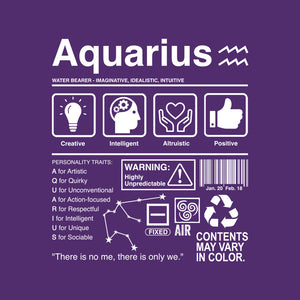 Aquarius
WATER BEARER - IMAGINATIVE, IDEALISTIC, INTUITIVE
Creative
Intelligent
Altruistic
Positive
PERSONALITY TRAITS:
A for Artistic
Q for Quirky
U for Unconventional
A for Action-focused
R for Respectful
I for Intelligent
U for Unique
S for Sociable
WARNING:
Highly
Unpredictable
Jan. 20 Feb. 18
FIXED
AIR
CONTENTS
MAY VARY
IN COLOR.
"There is no me, there is only we."